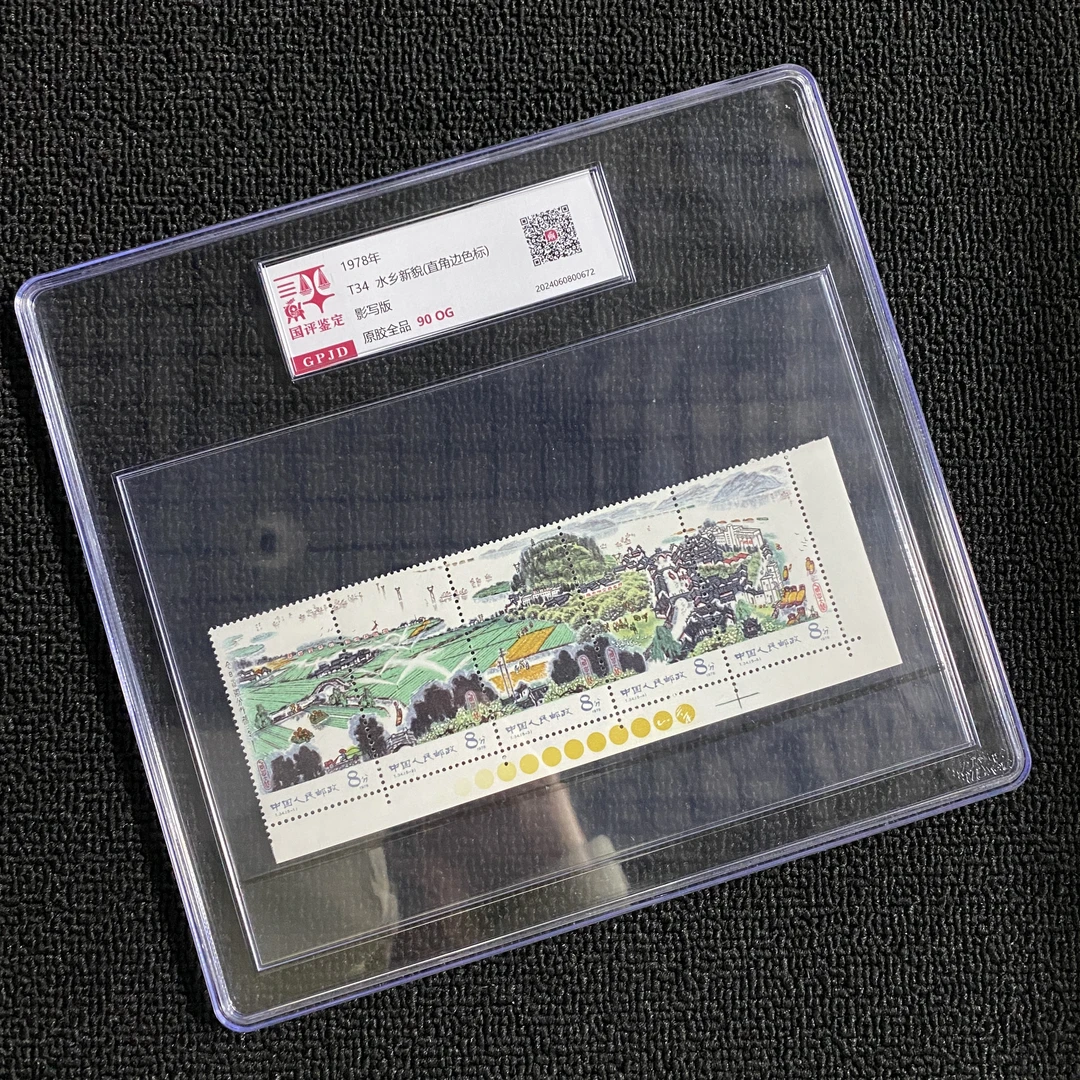 1978年
T34 水乡新貌(直角边色标)
影写版
原胶全品 90 OG
国评鉴定
GPJD
2024060800672
中国人民邮政 8分
中国人民邮政 8分
中国人民邮政 8分
中国人民邮政 8分
中国人民邮政 8分